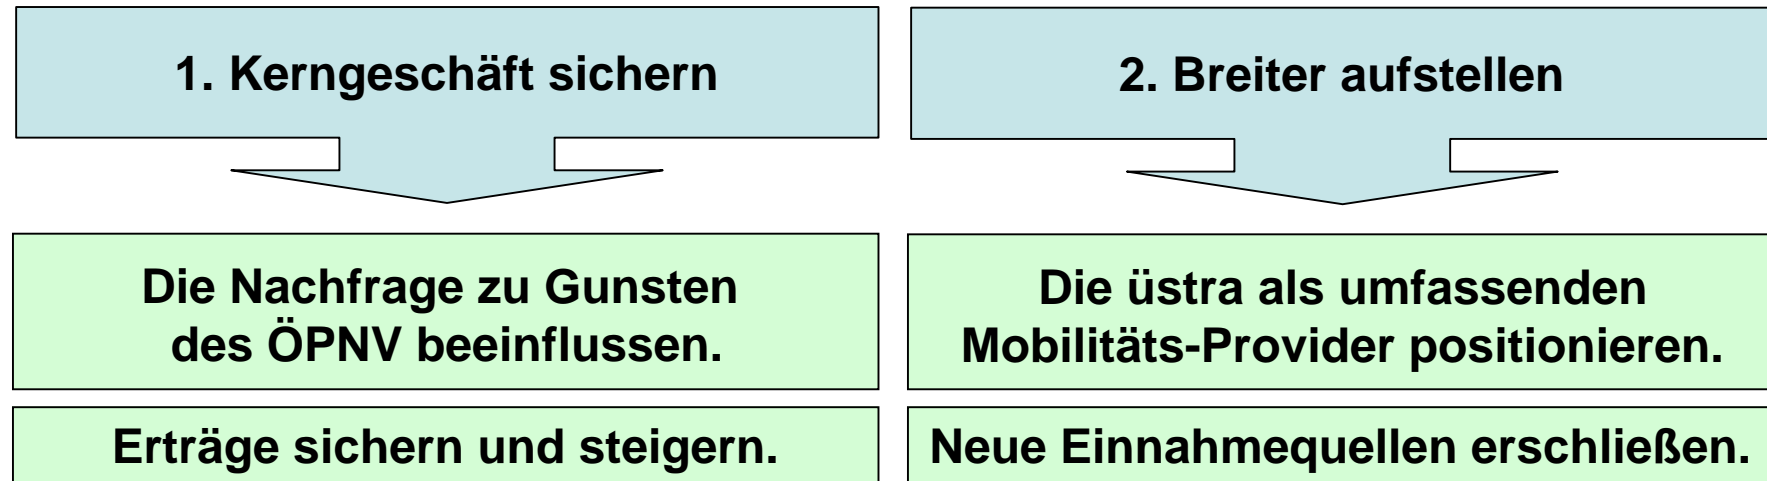 1. Kerngeschäft sichern
Die Nachfrage zu Gunsten
des ÖPNV beeinflussen.
Erträge sichern und steigern.
2. Breiter aufstellen
Die üstra als umfassenden
Mobilitäts-Provider positionieren.
Neue Einnahmequellen erschließen.